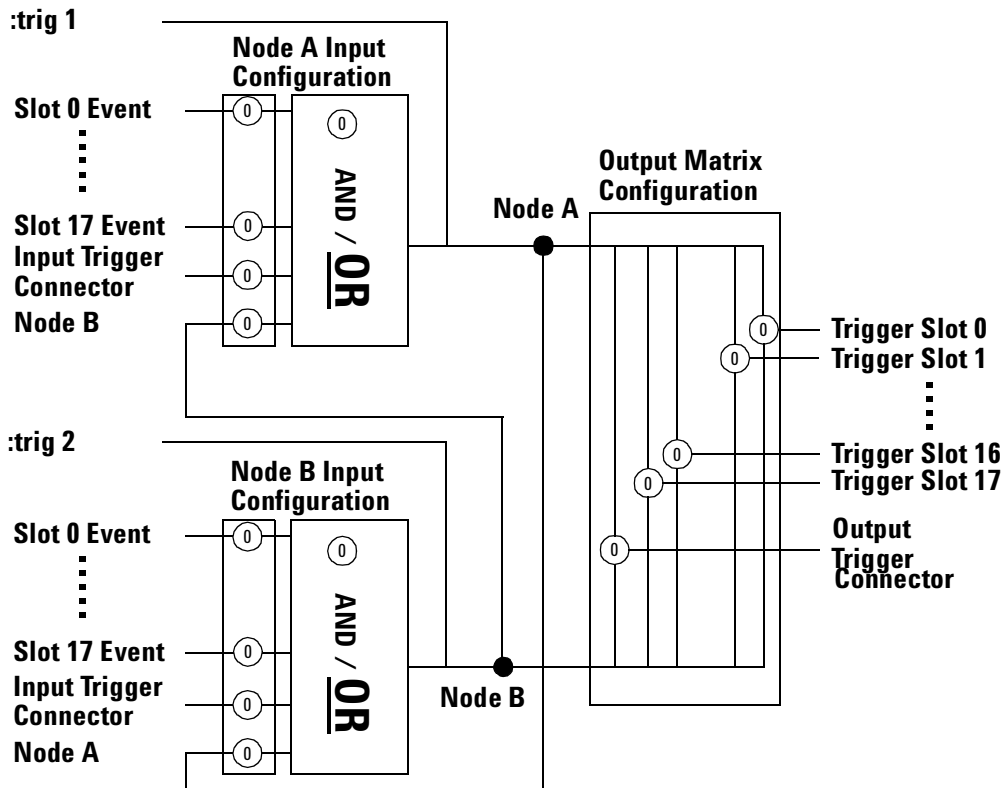 :trig 1
Node A Input
Configuration
Slot 0 Event
0
0
AND / OR
Slot 17 Event
0
Input Trigger
Connector
0
Node B
0
Node A
Output Matrix
Configuration
0
Trigger Slot 0
0
Trigger Slot 1
0
Trigger Slot 16
0
Trigger Slot 17
0
Output
Trigger
Connector
:trig 2
Node B Input
Configuration
Slot 0 Event
0
0
AND / OR
Slot 17 Event
0
Input Trigger
Connector
0
Node A
0
Node B